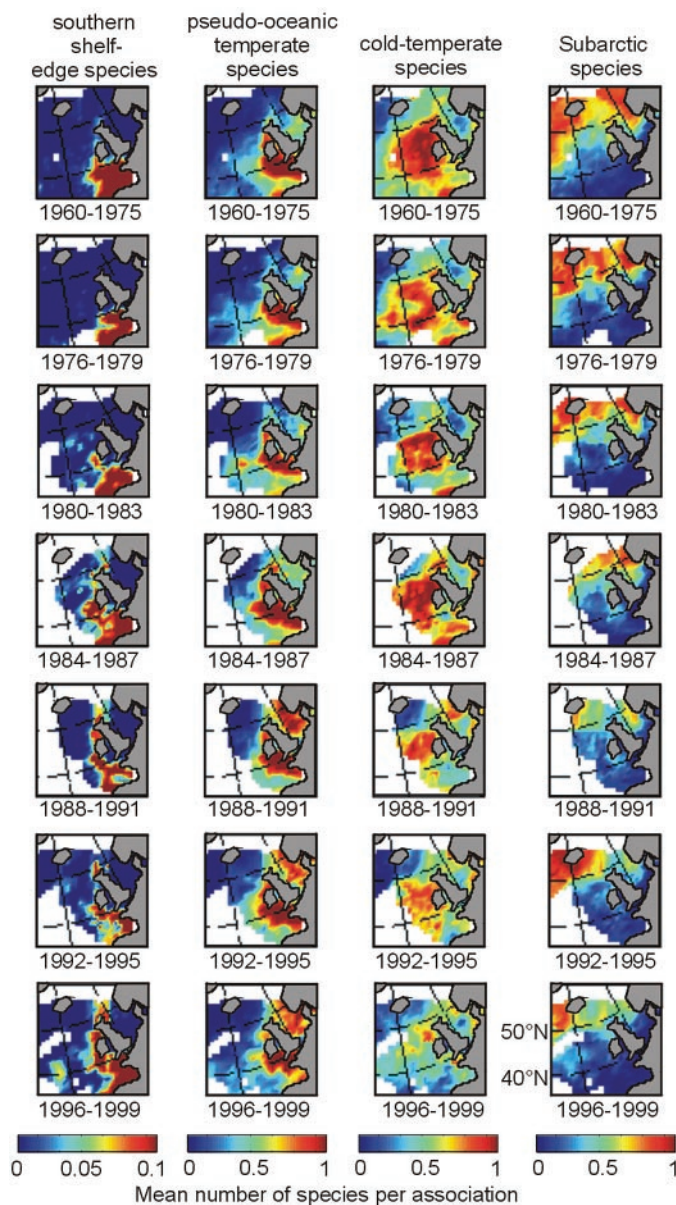 southern
shelf-
edge species
pseudo-oceanic
temperate
species
cold-temperate
species
Subarctic
species
1960-1975
1960-1975
1960-1975
1960-1975
1976-1979
1976-1979
1976-1979
1976-1979
1980-1983
1980-1983
1980-1983
1980-1983
1984-1987
1984-1987
1984-1987
1984-1987
1988-1991
1988-1991
1988-1991
1988-1991
1992-1995
1992-1995
1992-1995
1992-1995
50°N
40°N
1996-1999
1996-1999
1996-1999
1996-1999
0 0.05 0.1
0 0.5 1
0 0.5 1
0 0.5 1
Mean number of species per association